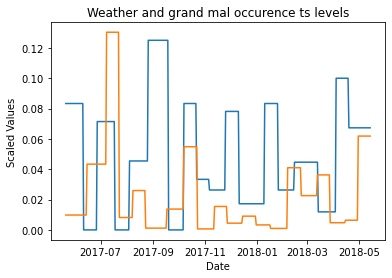 Weather and grand mal occurence ts levels
Scaled Values
0.12
0.10
0.08
0.06
0.04
0.02
0.00
2017-07 2017-09 2017-11 2018-01 2018-03 2018-05
Date